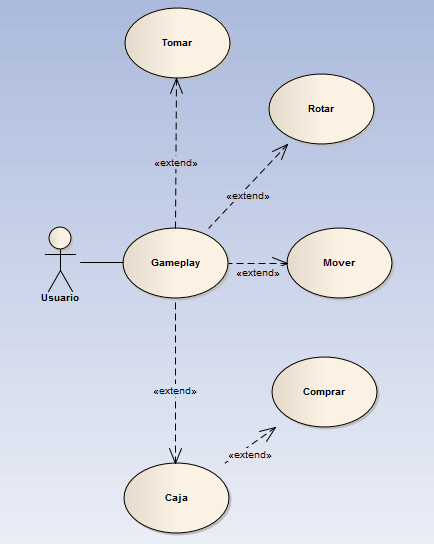 Tomar
Rotar
«extend»
«extend»
Usuario
Gameplay
«extend»
Mover
«extend»
Comprar
«extend»
Caja